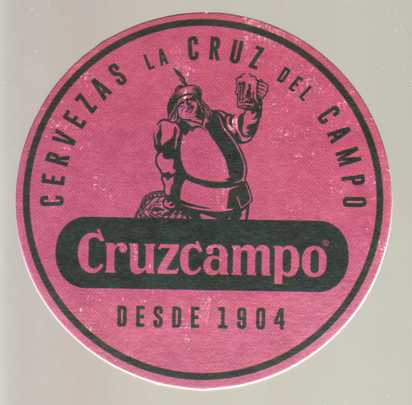 CERVEZAS LA CRUZ DEL CAMPO
Cruzcampo®
DESDE 1904